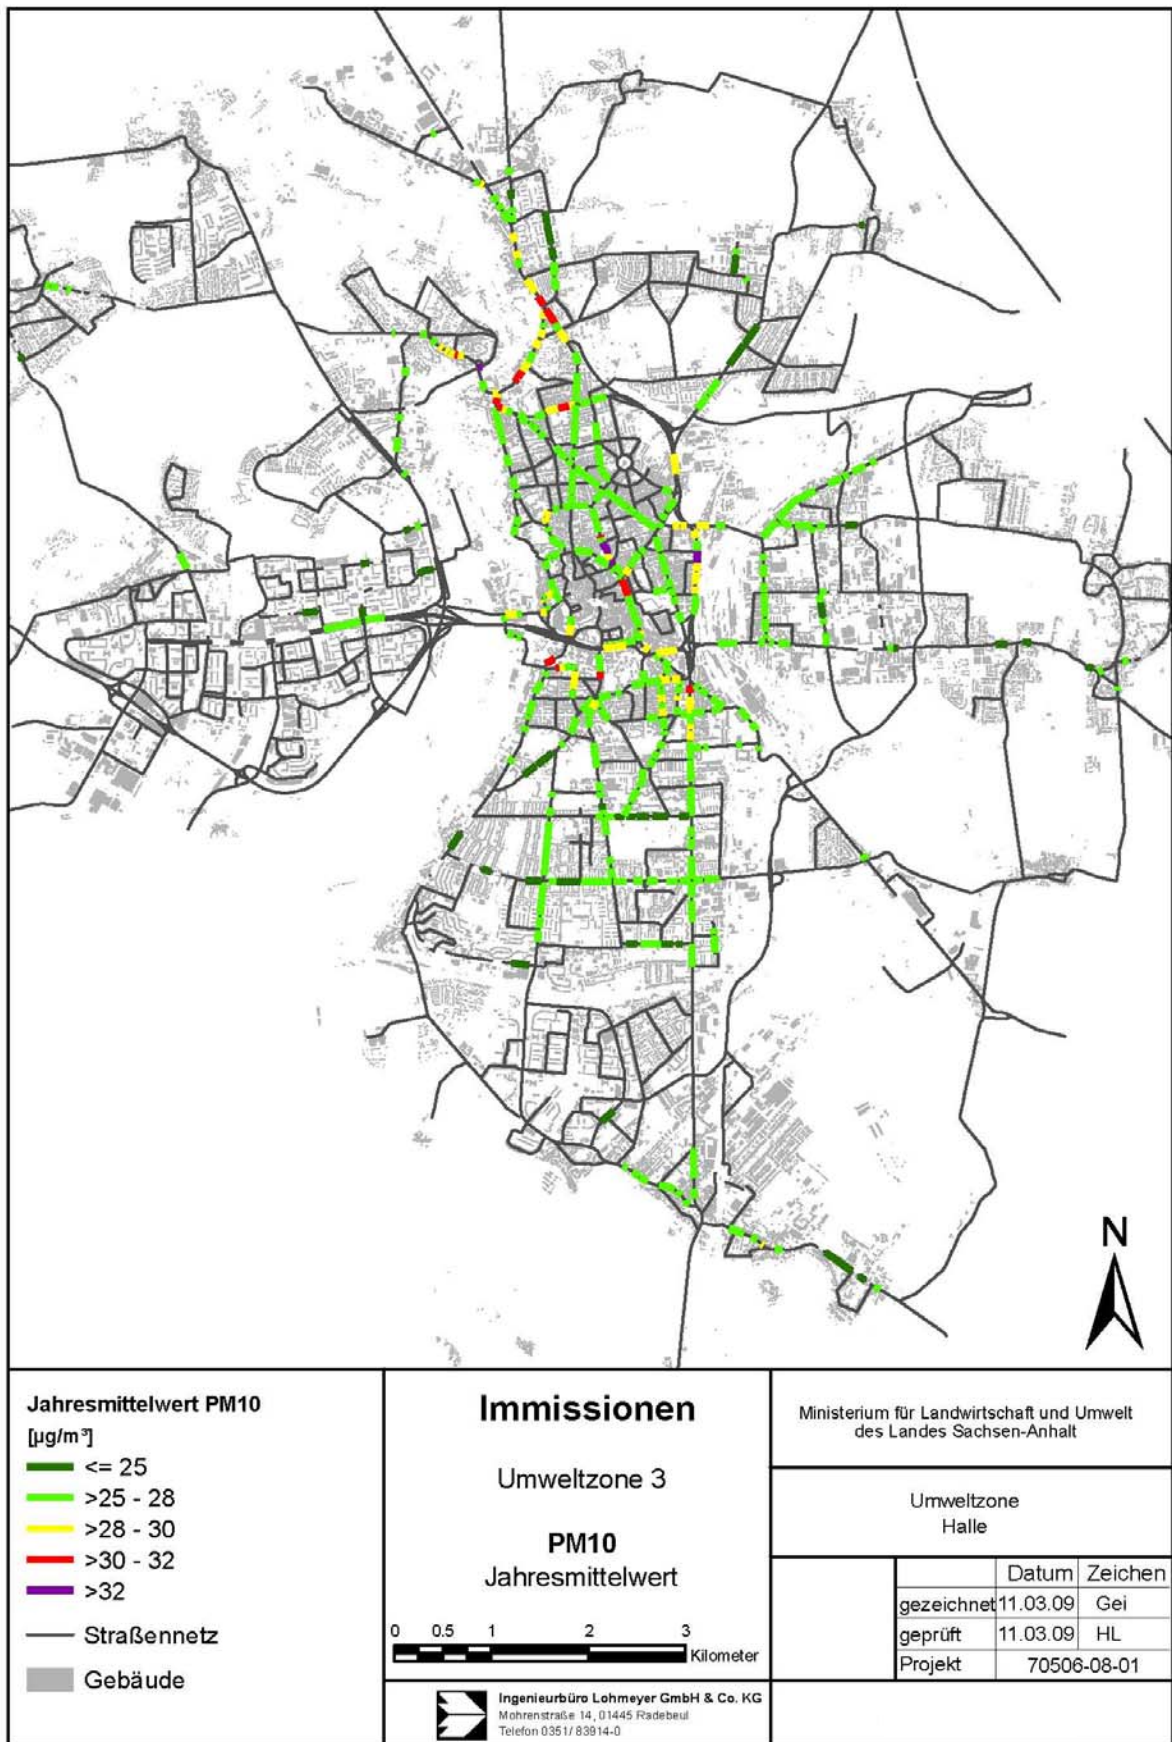 N
Jahresmittelwert PM10
[µg/m³]
<= 25
>25 - 28
>28 - 30
>30 - 32
>32
Straßennetz
Gebäude
Immissionen
Umweltzone 3
PM10
Jahresmittelwert
0 0.5 1 2 3
Kilometer
Ingenieurbüro Lohmeyer GmbH & Co. KG
Mohrenstraße 14, 01445 Radebeul
Telefon 0351/ 83914-0
Ministerium für Landwirtschaft und Umwelt
des Landes Sachsen-Anhalt
Umweltzone
Halle
Datum Zeichen
gezeichnet 11.03.09 Gei
geprüft 11.03.09 HL
Projekt 70506-08-01